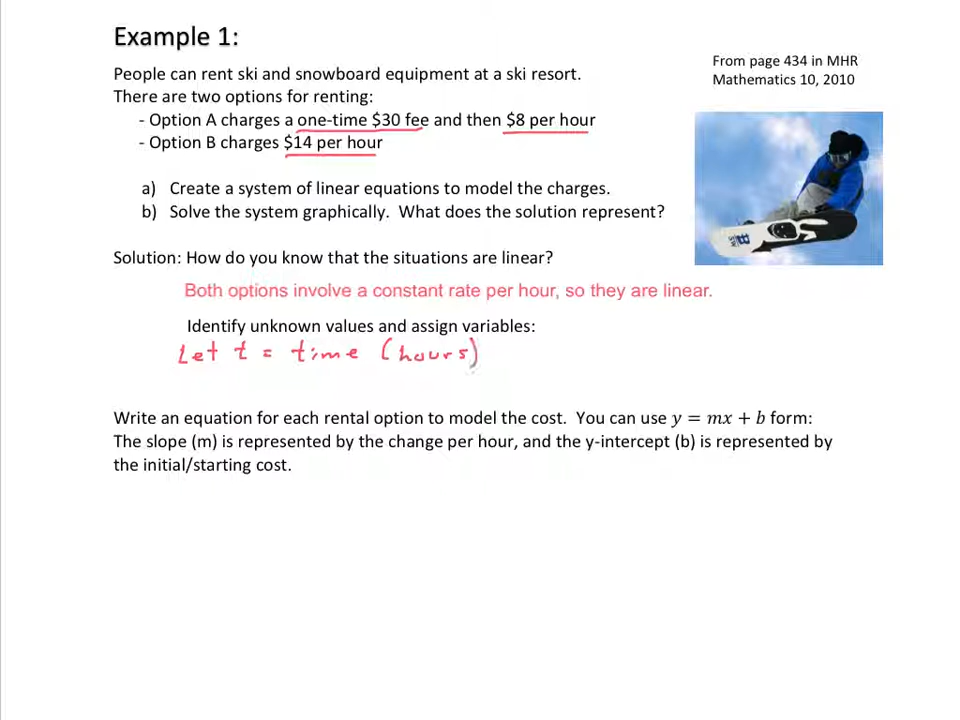 Example 1:
From page 434 in MHR
Mathematics 10, 2010
People can rent ski and snowboard equipment at a ski resort.
There are two options for renting:
- Option A charges a one-time $30 fee and then $8 per hour
- Option B charges $14 per hour
a) Create a system of linear equations to model the charges.
b) Solve the system graphically. What does the solution represent?
Solution: How do you know that the situations are linear?
Both options involve a constant rate per hour, so they are linear.
Identify unknown values and assign variables:
Let t = time (hours)
Write an equation for each rental option to model the cost. You can use y = mx + b form:
The slope (m) is represented by the change per hour, and the y-intercept (b) is represented by
the initial/starting cost.